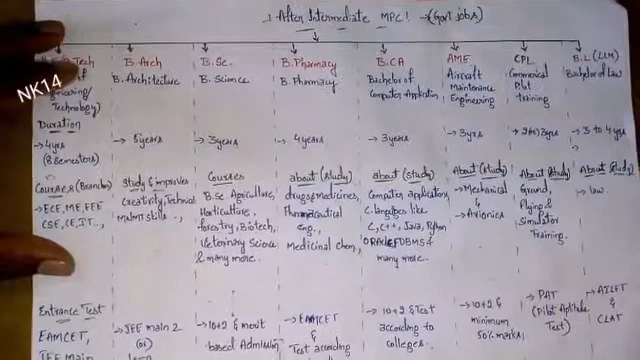 After Intermediate MPC! - (Govt jobs)
Tech B.Arch B.Sc. B.Pharmacy B.CA AME CPL B.L (LLM)
of B. Architecture B. Science B. Pharmacy. Bachelor of Aircraft Commercial Bachelor of Law
Computer Application Maintenance Pilot
Technology) Engineering training
NK14
Duration
→ 4yrs → 5years → 3years → 4years → 3years → 3yrs → 3 to 4 yrs
(8 Semesters)
Courses (Branches) Study & improves Courses about (study) about (study) About (study) About (study) About (study)
→ ECE, ME, EEE Creativity, Technical B.Sc Agriculture, drugs & medicines, Computer application, → Mechanical Ground, → law.
CSE, CE, IT.., skills.., Horticulture, C, languages like & Flying &
forestry, Biotech, eng., C, C++, Java, Python → Avionics Simulator
Veterinary Science Medicinal chem, ORACLE Training.
& many more. many more..
Entrance Test
EAMCET, → JEE main 2 → 10+2 & merit → EAMCET → 10+2 & Test → 10+2 & → PAT → AILET
JEE main (or) based Admission & according to minimum (Pilot Aptitude &
Test according colleges. 50% marks Test) CLAT